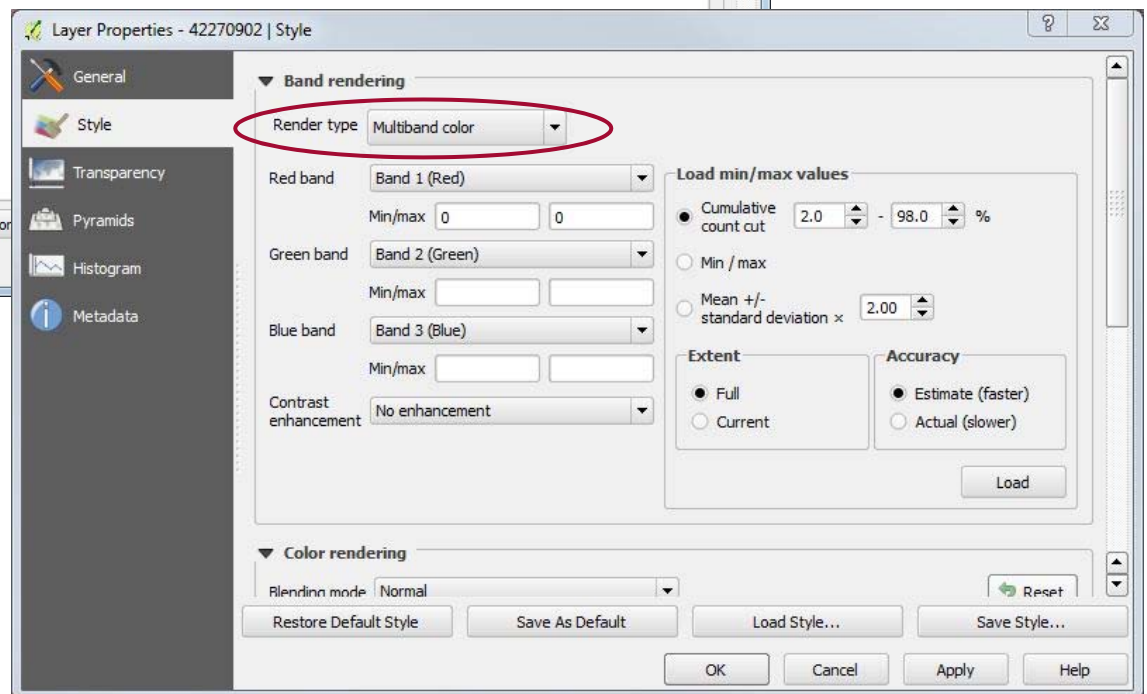 Layer Properties - 42270902 | Style
General
Style
Transparency
Pyramids
Histogram
Metadata
or
Band rendering
Render type Multiband color
Red band Band 1 (Red)
Min/max 0 0
Green band Band 2 (Green)
Min/max
Blue band Band 3 (Blue)
Min/max
Contrast
enhancement No enhancement
Load min/max values
Cumulative
count cut 2.0 - 98.0 %
Min / max
Mean +/-
standard deviation × 2.00
Extent
Full
Current
Accuracy
Estimate (faster)
Actual (slower)
Load
Color rendering
Blending mode Normal
Reset
Restore Default Style Save As Default Load Style... Save Style...
OK Cancel Apply Help